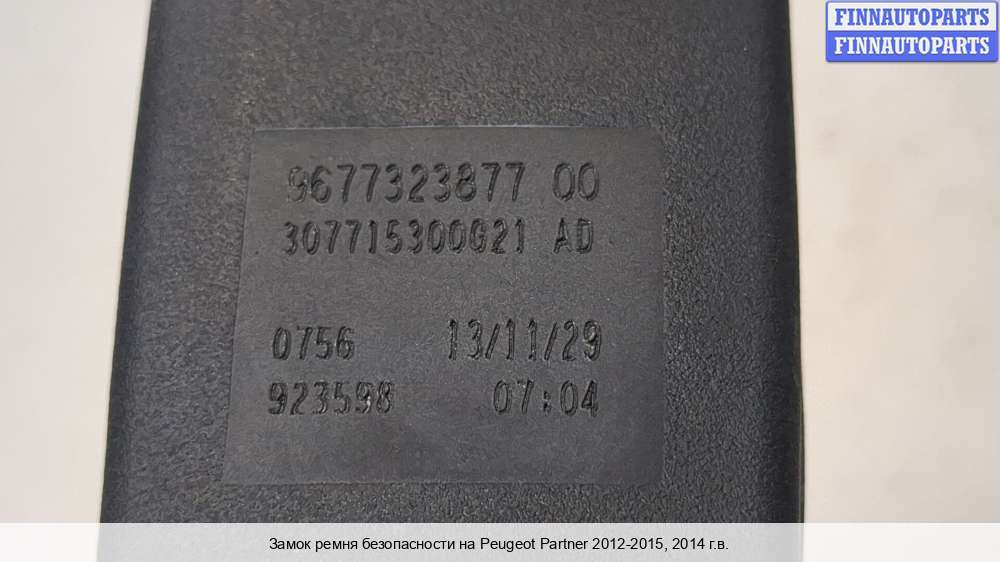 FINNAUTOPARTS
FINNAUTOPARTS
9677323877 00
307715300G21 AD
0756 13/11/29
923598 07:04
Замок ремня безопасности на Peugeot Partner 2012-2015, 2014 г.в.